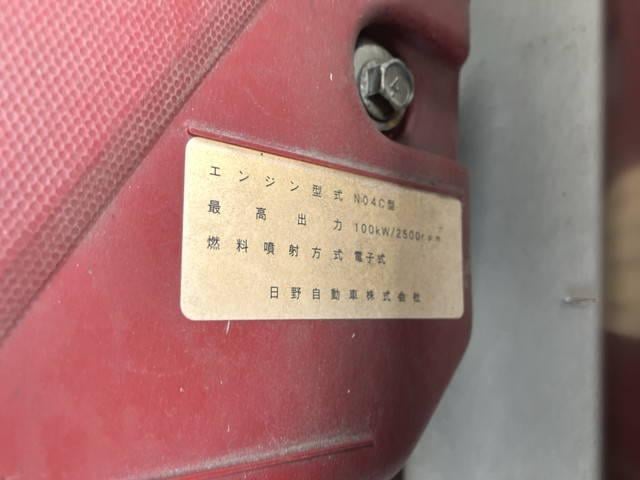 エンジン型式 N04C型
最高出力 100kW/2500rpm
燃料噴射方式 電子式
日野自動車株式会社